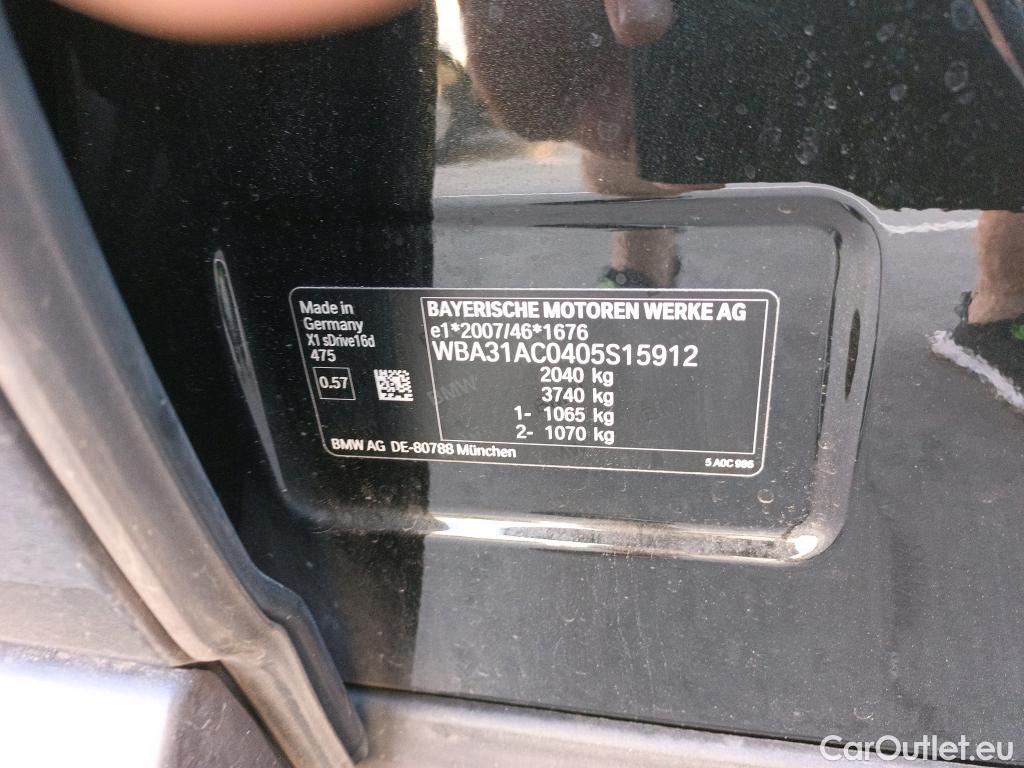 Made in
Germany
X1 sDrive16d
475
0.57
BAYERISCHE MOTOREN WERKE AG
e1*2007/46*1676
WBA31AC0405S15912
2040 kg
3740 kg
1- 1065 kg
2- 1070 kg
BMW AG DE-80788 München
5 A0C 986
BMW
CarOutlet.eu